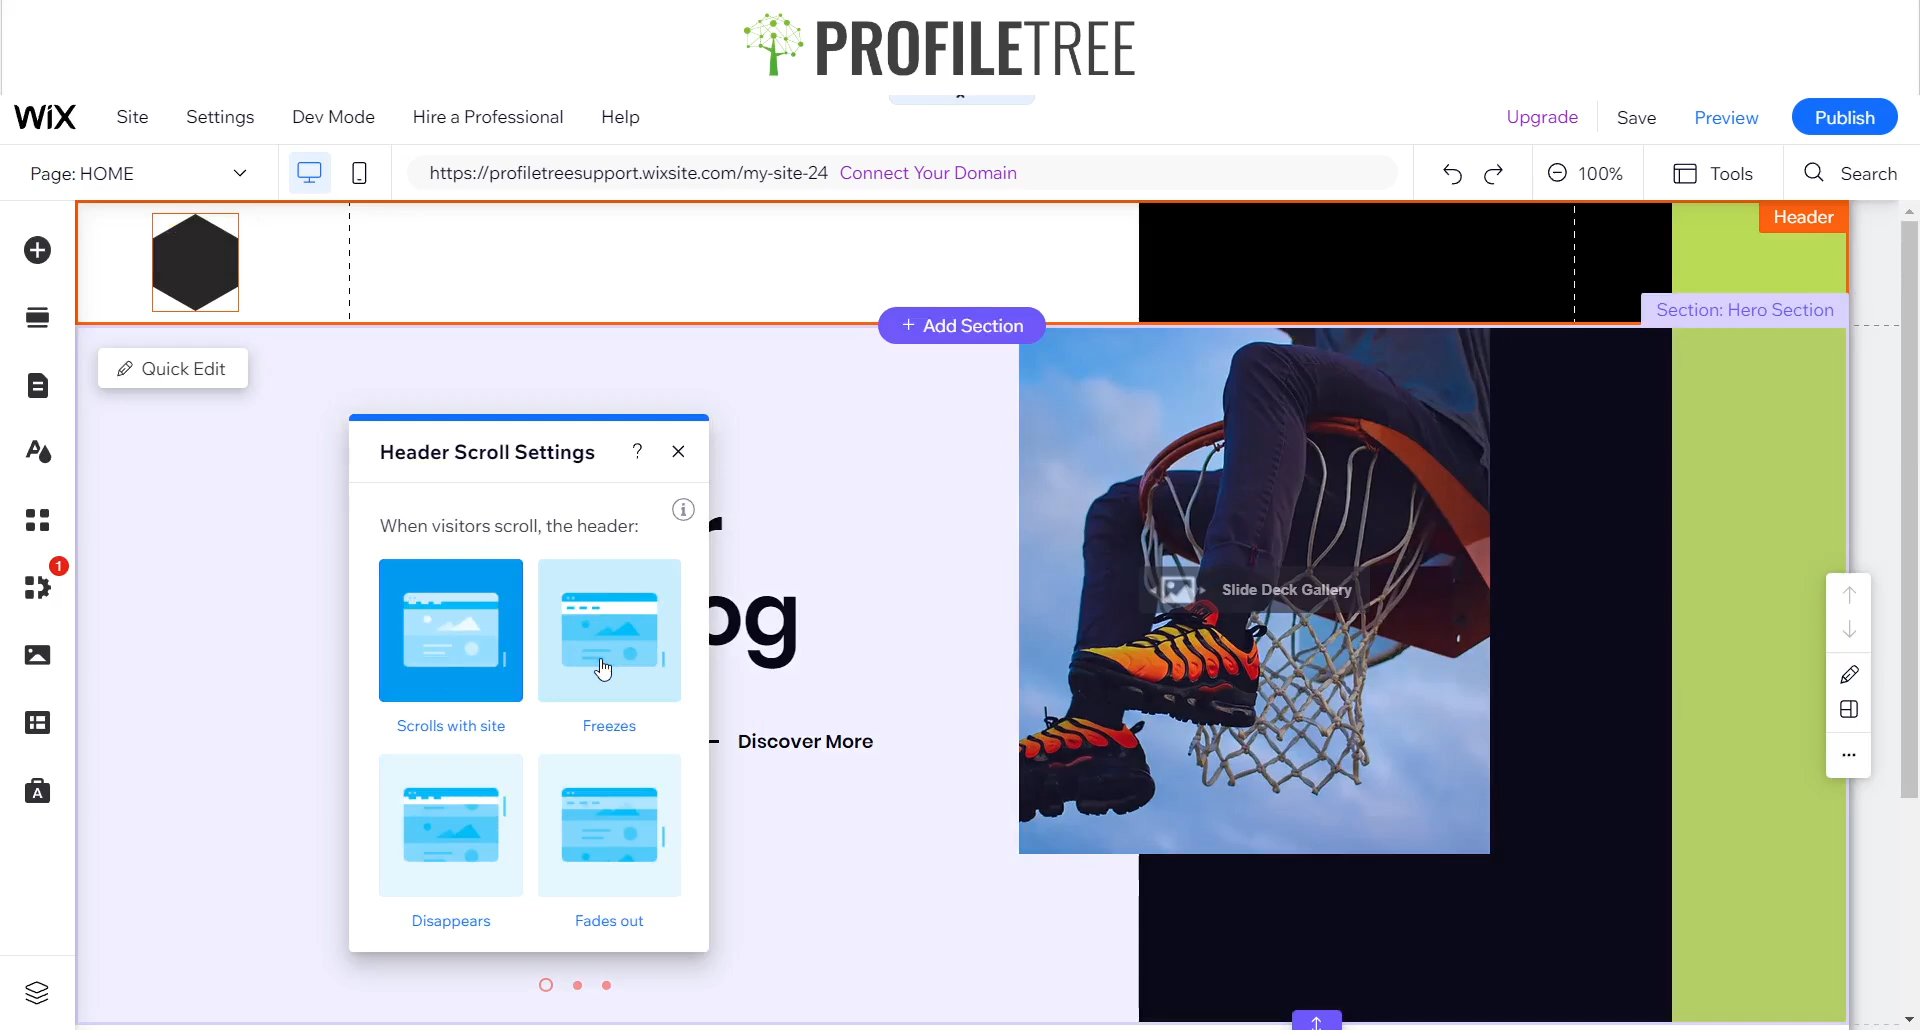 PROFILETREE
WIX Site Settings Dev Mode Hire a Professional Help Upgrade Save Preview Publish
Page: HOME https://profiletreesupport.wixsite.com/my-site-24 Connect Your Domain 100% Tools Search
Header
Section: Hero Section
+ Add Section
Quick Edit
Header Scroll Settings ? ×
When visitors scroll, the header:
1
Slide Deck Gallery
og
Scrolls with site Freezes
Discover More
Disappears Fades out